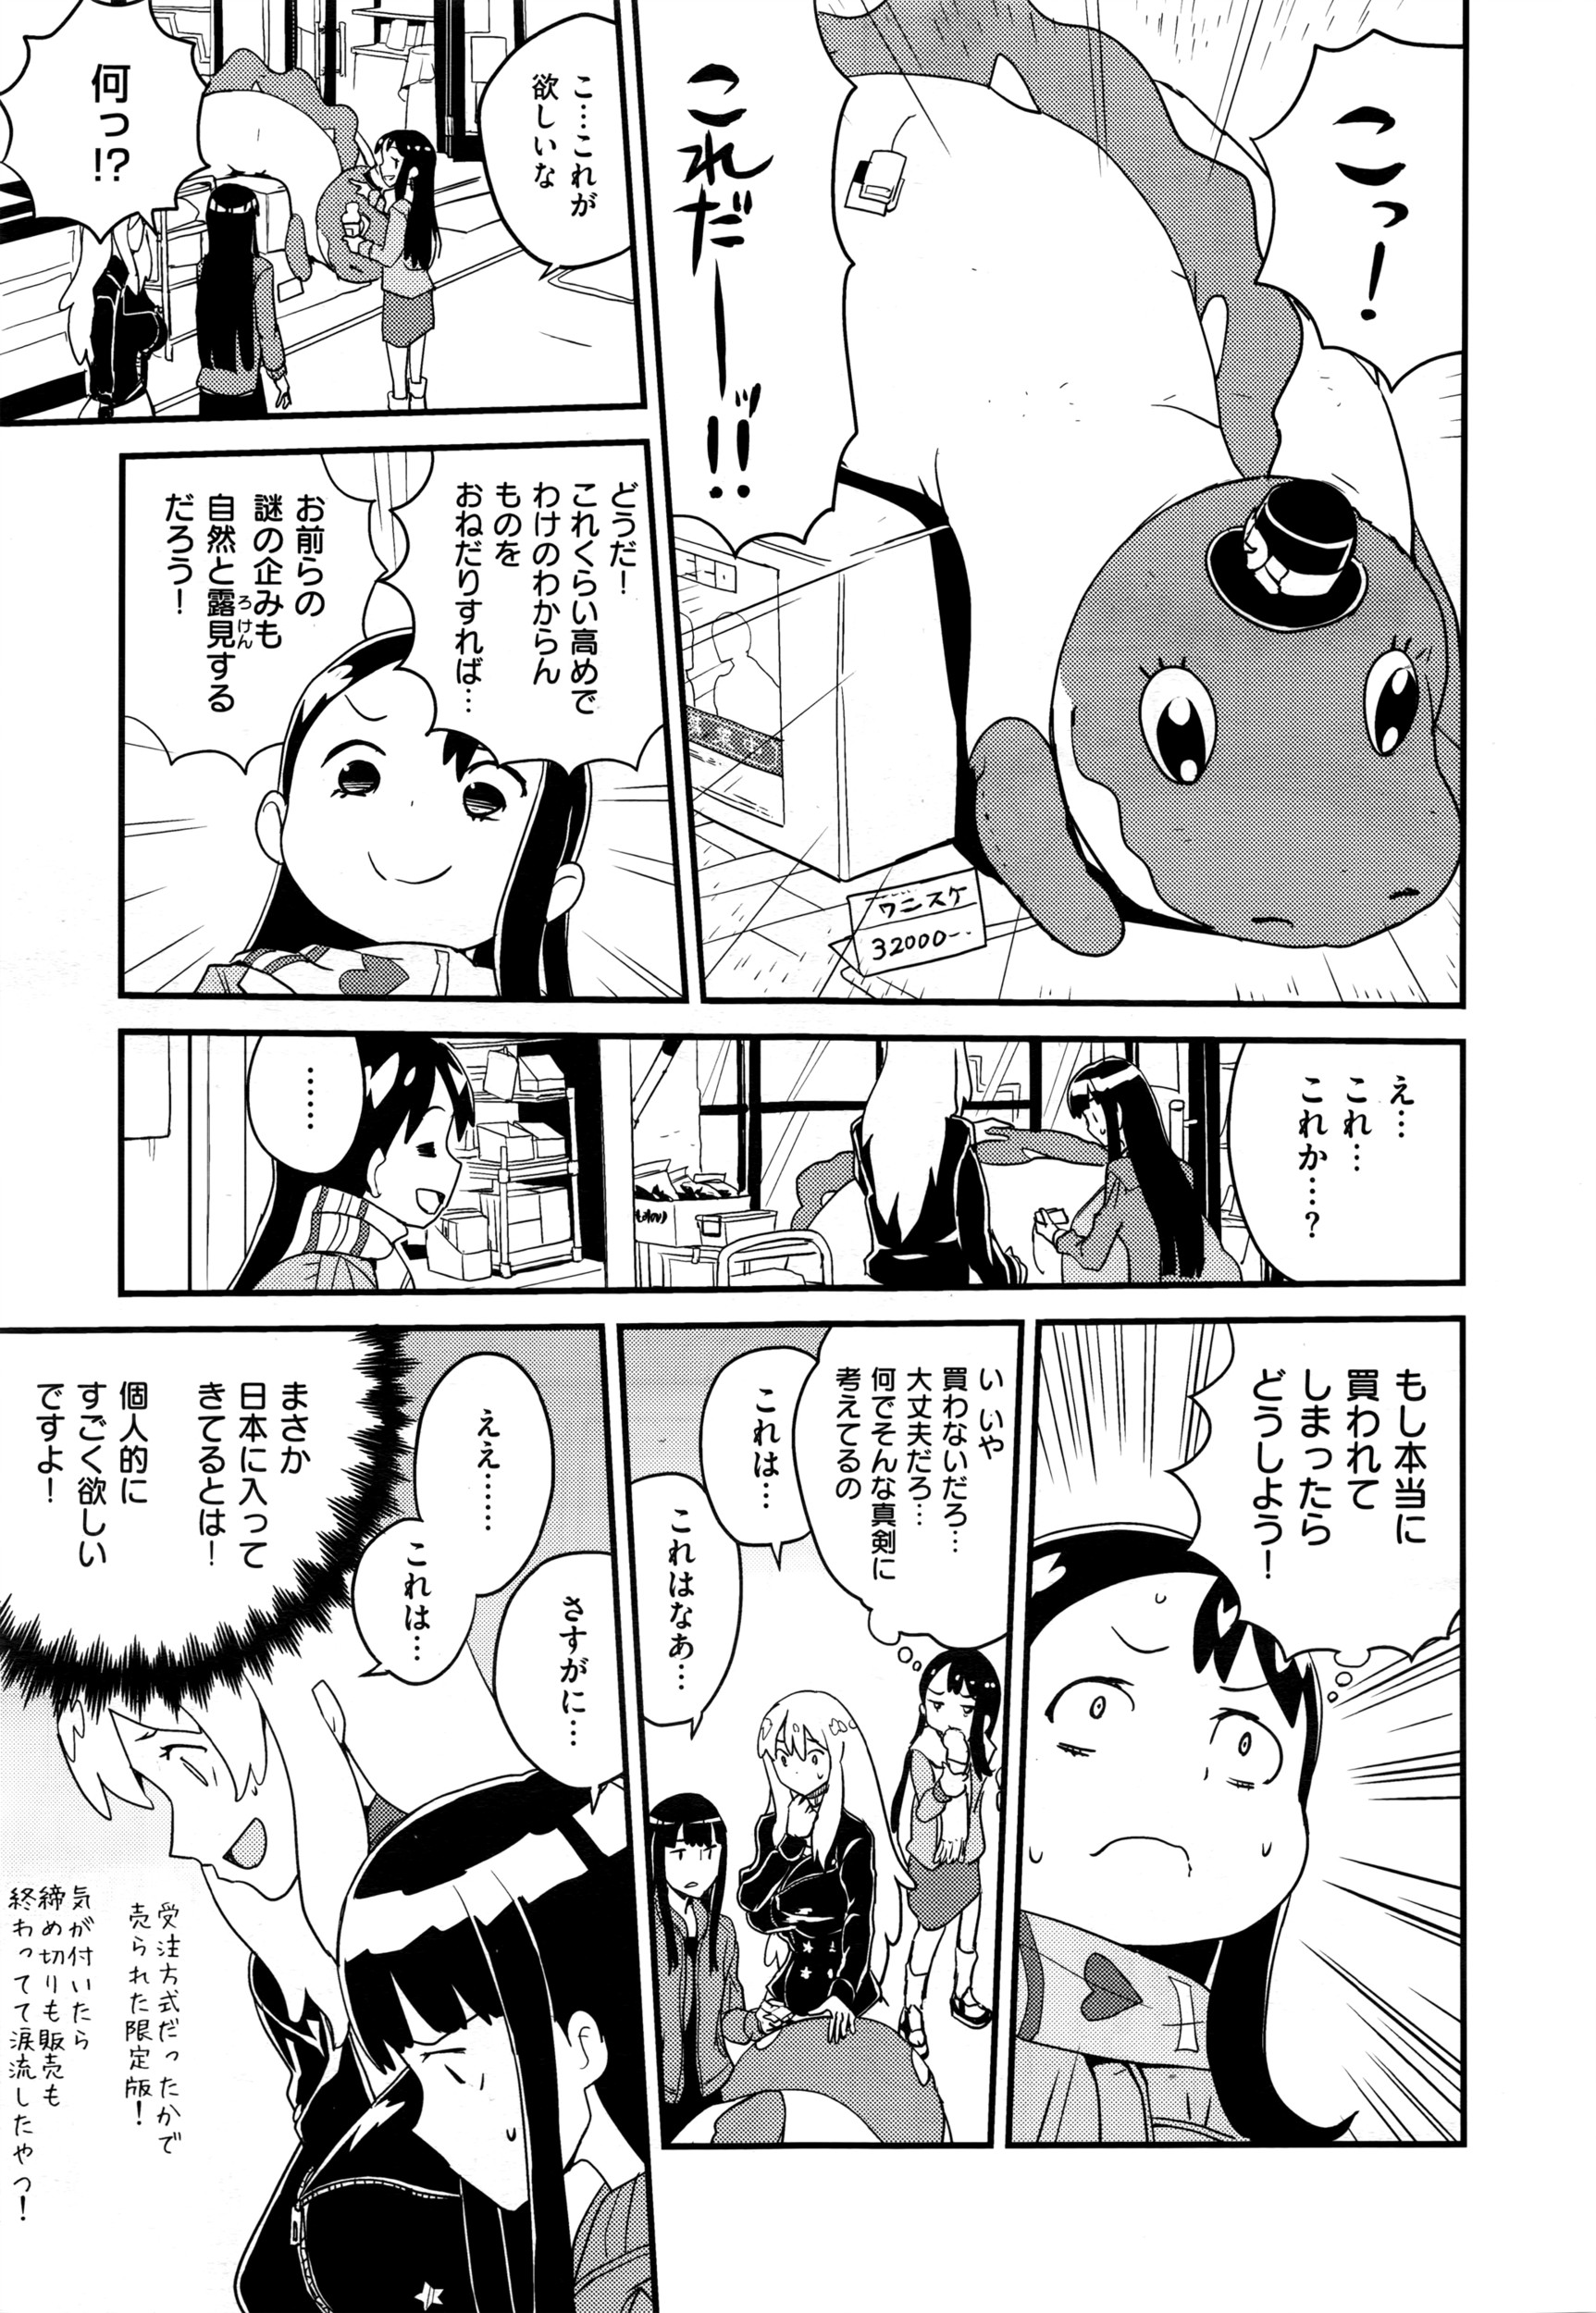 こっ！
これだーーー!!
ワニスケ
32000-.
こ…これが
欲しいな
何っ!?
どうだ！
これくらい高めで
わけのわからん
ものを
おねだりすれば…
お前らの
謎の企みも
自然と露見する
ろけん
だろう！
え…
これ…
これか…？
……
もし本当に
買われて
しまったら
どうしよう！
い いや
買わないだろ…
大丈夫だろ…
何でそんな真剣に
考えてるの
これは…
これはなぁ…
さすがに…
ええ……
これは…
まさか
日本に入って
きてるとは！
個人的に
すごく欲しい
ですよ！
受注方式だったかで
売られた限定版！
気が付いたら
締め切りも販売も
終わってて涙流したやつ！